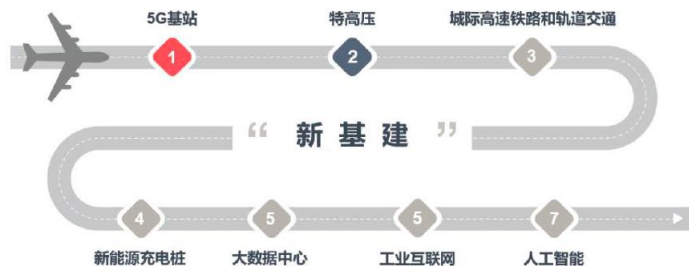 5G基站
特高压
城际高速铁路和轨道交通
1
2
3
“ 新基建 ”
4
5
5
7
新能源充电桩
大数据中心
工业互联网
人工智能